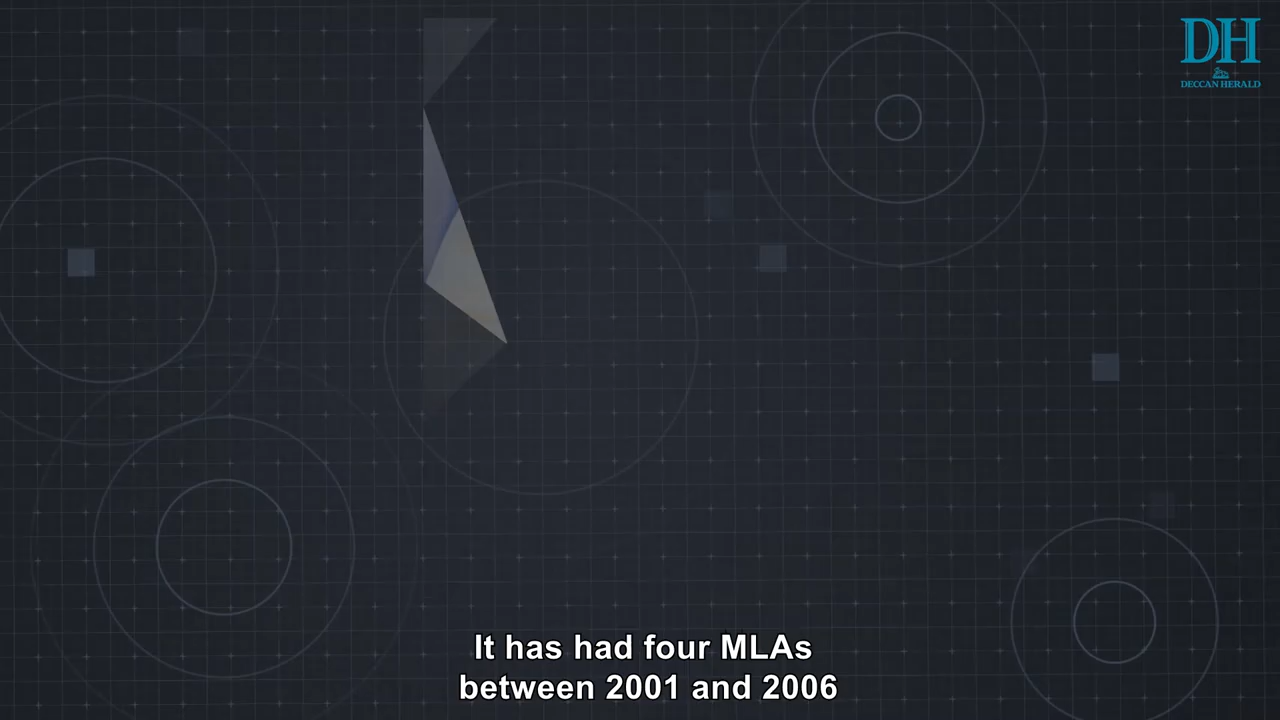 DH
DECCAN HERALD
It has had four MLAs
between 2001 and 2006